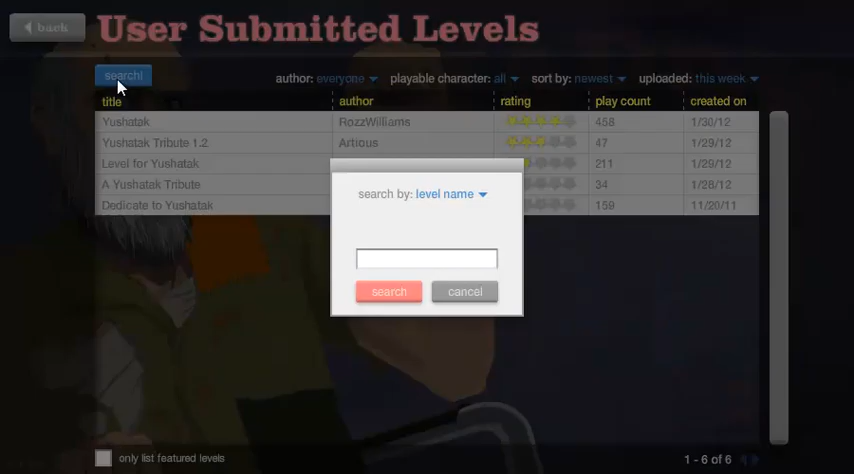 back
User Submitted Levels
search!
author: everyone playable character: all sort by: newest uploaded: this week
title author rating play count created on
Yushatak RozzWilliams 458 1/30/12
Yushatak Tribute 1.2 Artious 47 1/29/12
Level for Yushatak 211 1/29/12
A Yushatak Tribute 34 1/28/12
Dedicate to Yushatak 159 11/20/11
search by: level name
search cancel
only list featured levels
1 - 6 of 6